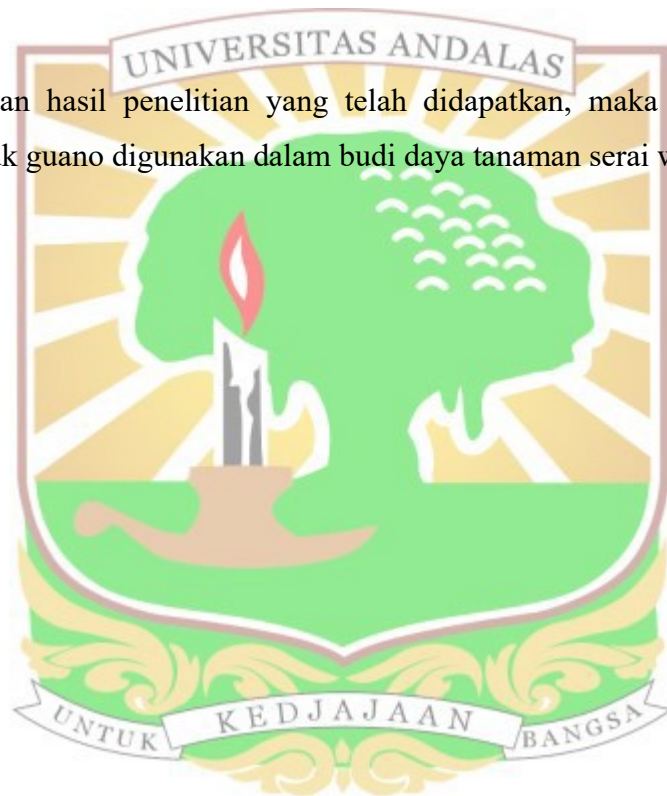 UNIVERSITAS ANDALAS
an hasil penelitian yang telah didapatkan, maka
k guano digunakan dalam budi daya tanaman serai w
UNTUK KEDJAJAAN BANGSA